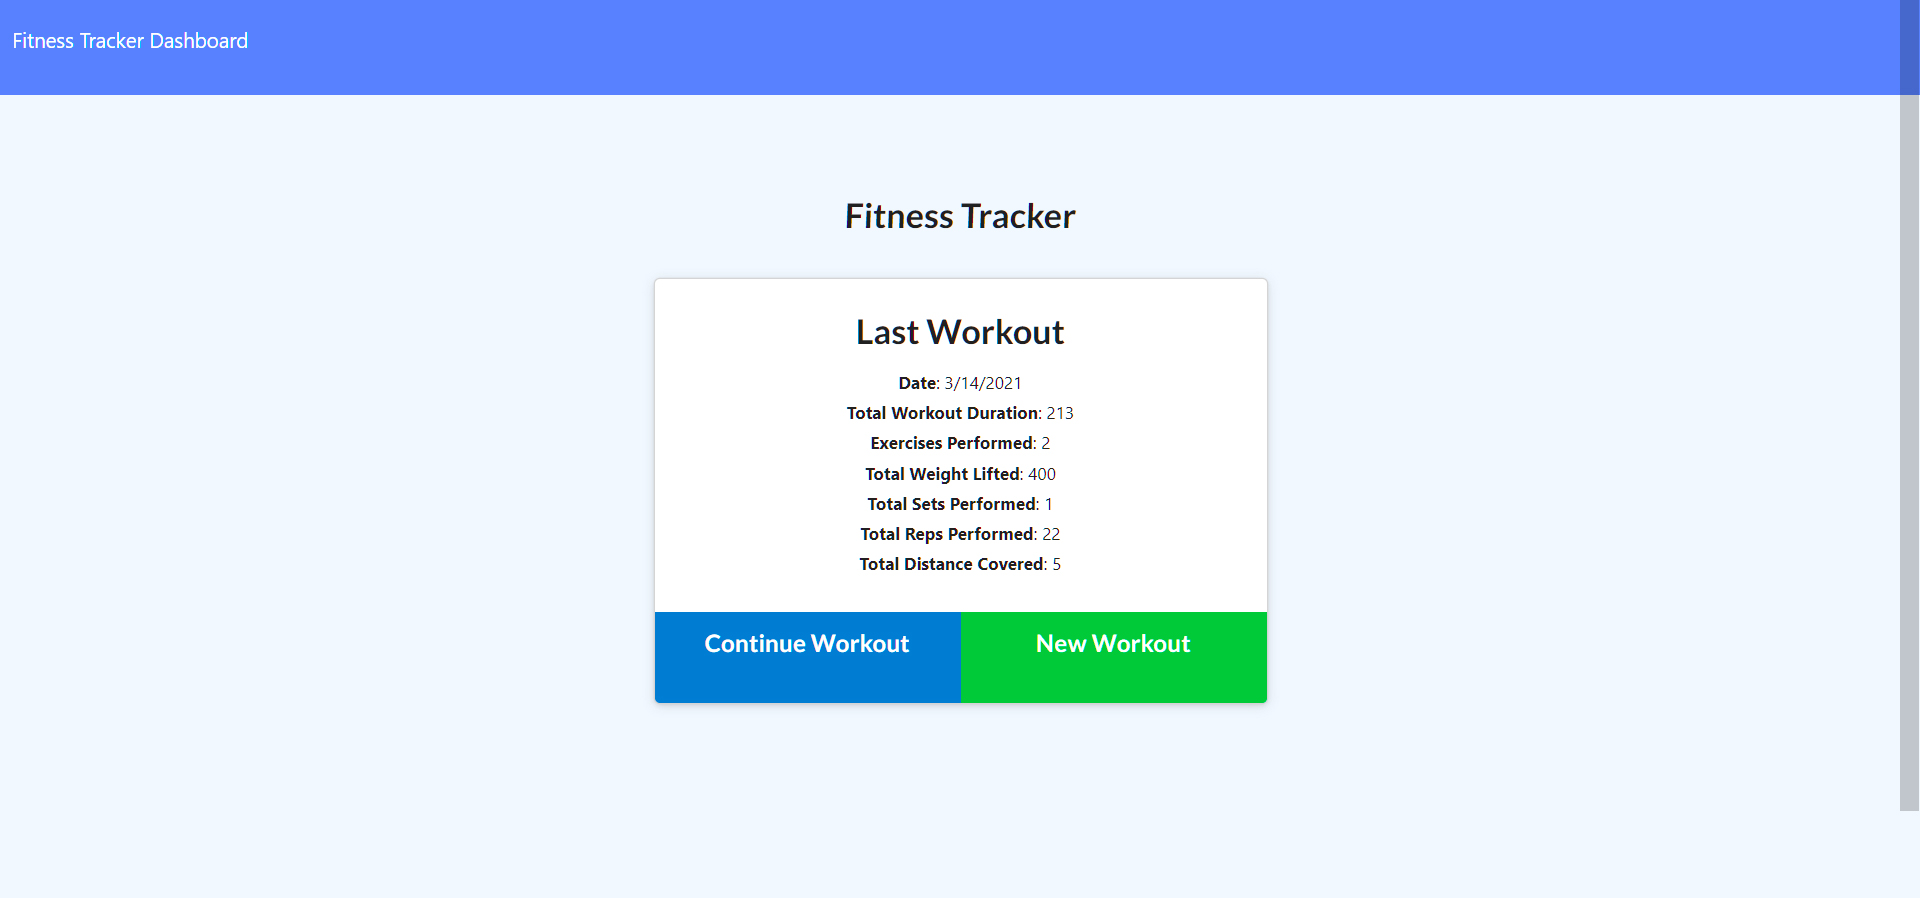 Fitness Tracker Dashboard
Fitness Tracker
Last Workout
Date: 3/14/2021
Total Workout Duration: 213
Exercises Performed: 2
Total Weight Lifted: 400
Total Sets Performed: 1
Total Reps Performed: 22
Total Distance Covered: 5
Continue Workout
New Workout